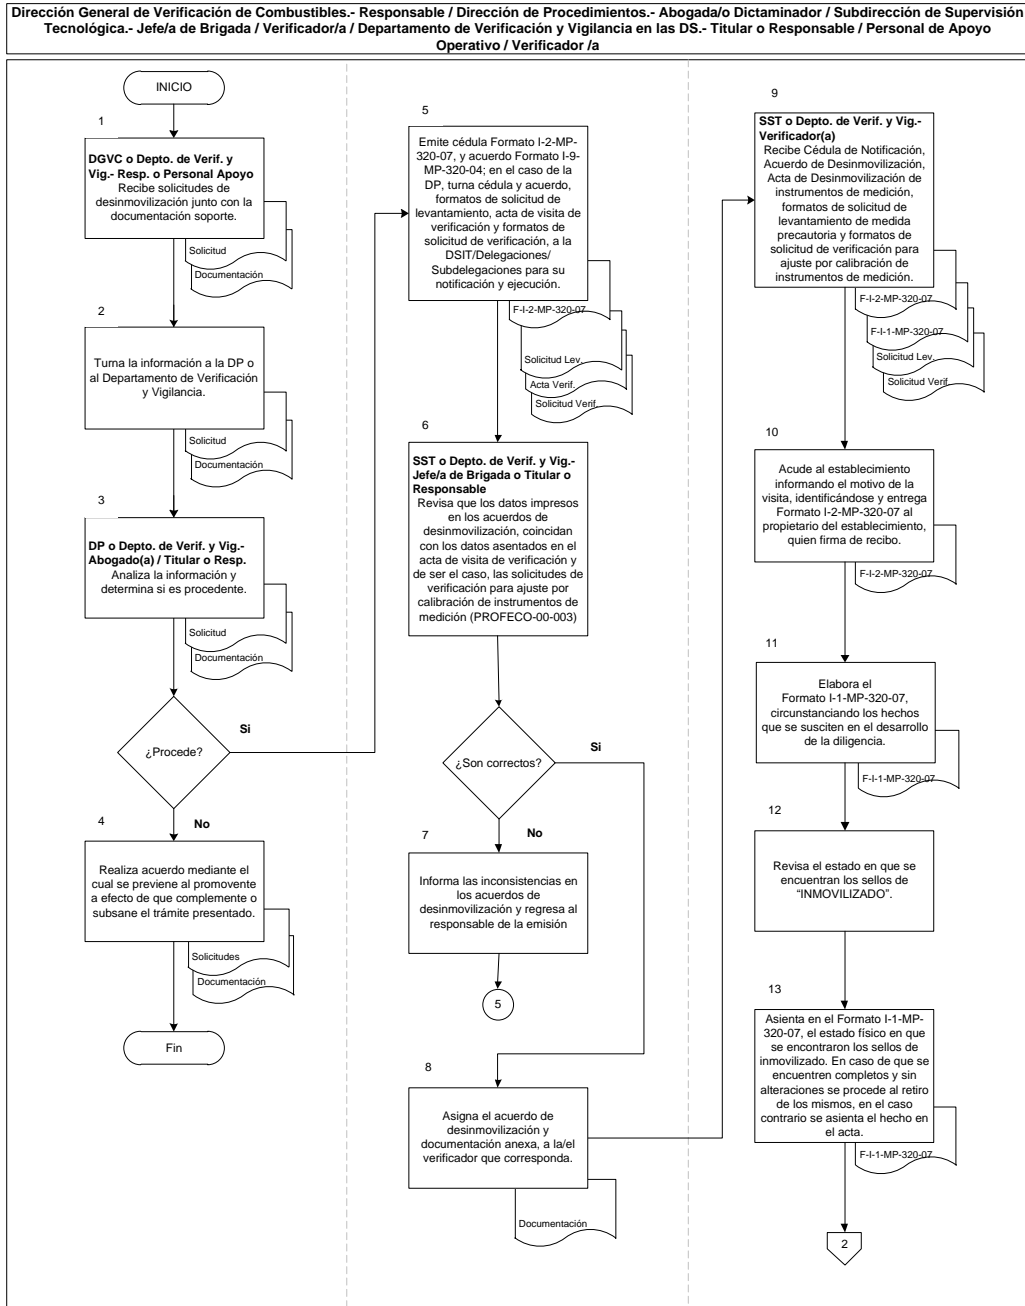 Dirección General de Verificación de Combustibles.- Responsable / Dirección de Procedimientos.- Abogada/o Dictaminador / Subdirección de Supervisión
Tecnológica.- Jefe/a de Brigada / Verificador/a / Departamento de Verificación y Vigilancia en las DS.- Titular o Responsable / Personal de Apoyo
Operativo / Verificador /a
INICIO
1
DGVC o Depto. de Verif. y
Vig.- Resp. o Personal Apoyo
Recibe solicitudes de
desinmovilización junto con la
documentación soporte.
Solicitud
Documentación
2
Turna la información a la DP o
al Departamento de Verificación
y Vigilancia.
Solicitud
Documentación
3
DP o Depto. de Verif. y Vig.-
Abogado(a) / Titular o Resp.
Analiza la información y
determina si es procedente.
Solicitud
Documentación
¿Procede?
Si
No
4
Realiza acuerdo mediante el
cual se previene al promovente
a efecto de que complemente o
subsane el trámite presentado.
Solicitudes
Documentación
Fin
5
Emite cédula Formato I-2-MP-
320-07, y acuerdo Formato I-9-
MP-320-04; en el caso de la
DP, turna cédula y acuerdo,
formatos de solicitud de
levantamiento, acta de visita de
verificación y formatos de
solicitud de verificación, a la
DSIT/Delegaciones/
Subdelegaciones para su
notificación y ejecución.
F-I-2-MP-320-07
Solicitud Lev.
Acta Verif.
Solicitud Verif.
6
SST o Depto. de Verif. y Vig.-
Jefe/a de Brigada o Titular o
Responsable
Revisa que los datos impresos
en los acuerdos de
desinmovilización, coincidan
con los datos asentados en el
acta de visita de verificación y
de ser el caso, las solicitudes de
verificación para ajuste por
calibración de instrumentos de
medición (PROFECO-00-003)
¿Son correctos?
Si
No
7
Informa las inconsistencias en
los acuerdos de
desinmovilización y regresa al
responsable de la emisión
5
8
Asigna el acuerdo de
desinmovilización y
documentación anexa, a la/el
verificador que corresponda.
Documentación
9
SST o Depto. de Verif. y Vig.-
Verificador(a)
Recibe Cédula de Notificación,
Acuerdo de Desinmovilización,
Acta de Desinmovilización de
instrumentos de medición,
formatos de solicitud de
levantamiento de medida
precautoria y formatos de
solicitud de verificación para
ajuste por calibración de
instrumentos de medición.
F-I-2-MP-320-07
F-I-1-MP-320-07
Solicitud Lev.
Solicitud Verif.
10
Acude al establecimiento
informando el motivo de la
visita, identificándose y entrega
Formato I-2-MP-320-07 al
propietario del establecimiento,
quien firma de recibo.
F-I-2-MP-320-07
11
Elabora el
Formato I-1-MP-320-07,
circunstanciando los hechos
que se susciten en el desarrollo
de la diligencia.
F-I-1-MP-320-07
12
Revisa el estado en que se
encuentran los sellos de
“INMOVILIZADO”.
13
Asienta en el Formato I-1-MP-
320-07, el estado físico en que
se encontraron los sellos de
inmovilizado. En caso de que se
encuentren completos y sin
alteraciones se procede al retiro
de los mismos, en el caso
contrario se asienta el hecho en
el acta.
F-I-1-MP-320-07
2